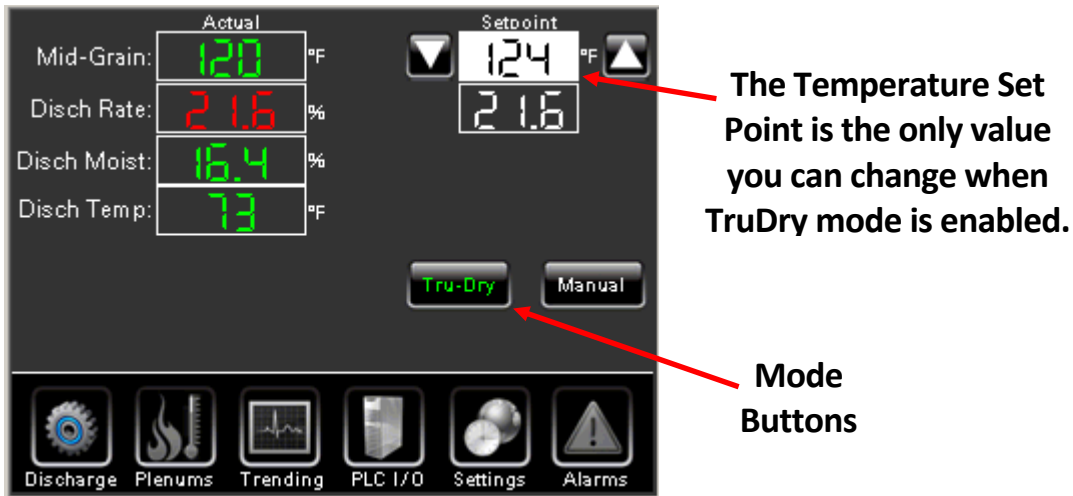 Actual Setpoint
Mid-Grain: 120 °F 124 °F
Disch Rate: 21.6 % 21.6
Disch Moist: 16.4 %
Disch Temp: 73 °F
Tru-Dry Manual
Discharge Plenums Trending PLC I/O Settings Alarms
The Temperature Set
Point is the only value
you can change when
TruDry mode is enabled.
Mode
Buttons